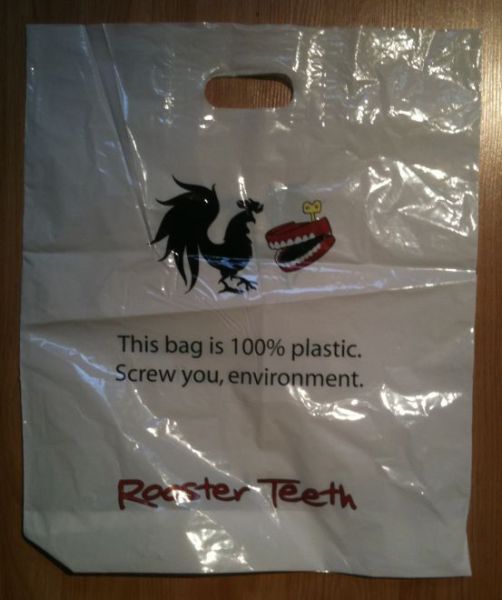 This bag is 100% plastic.
Screw you, environment.
Rooster Teeth